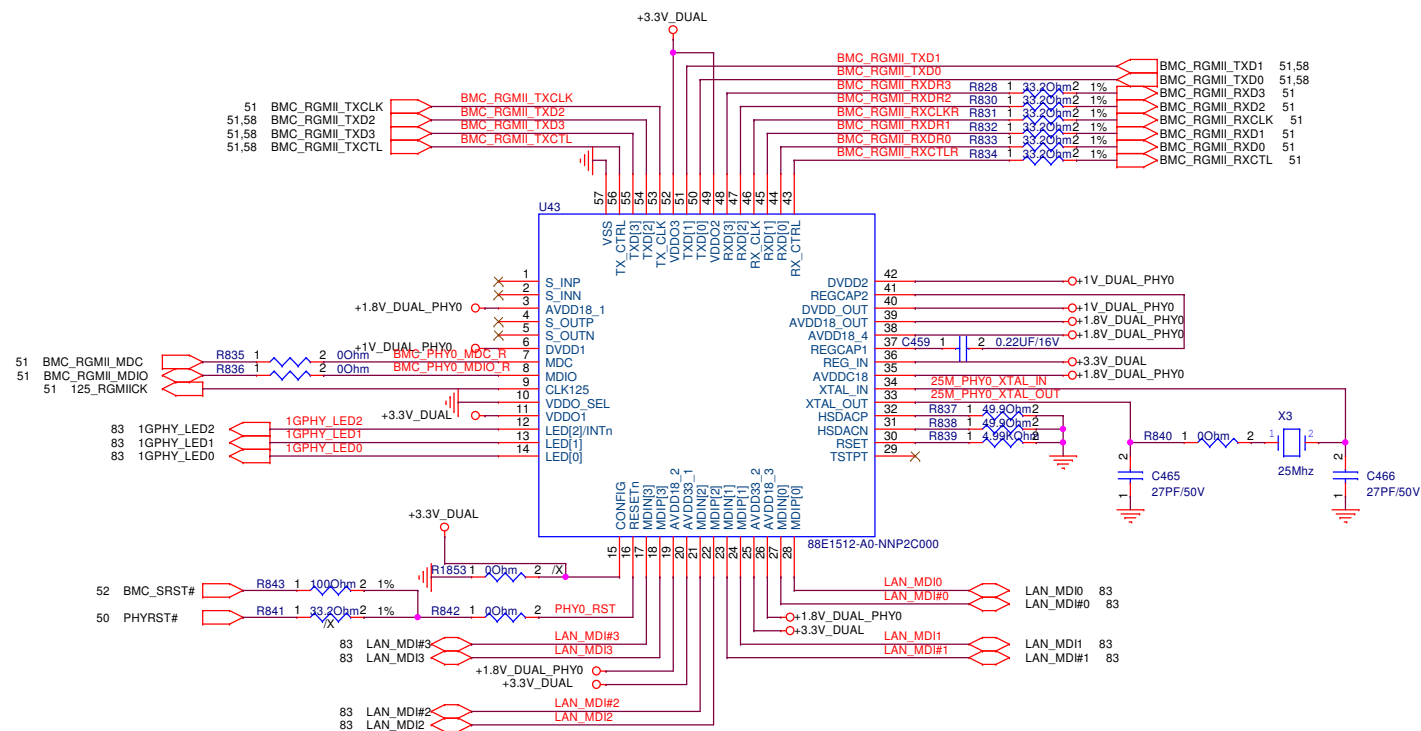 +3.3V_DUAL
BMC_RGMII_TXD1 BMC_RGMII_TXD1 51,58
BMC_RGMII_TXD0 BMC_RGMII_TXD0 51,58
BMC_RGMII_RXDR3 R828 1 33.2Ohm 2 1% BMC_RGMII_RXD3 51
51 BMC_RGMII_TXCLK BMC_RGMII_TXCLK BMC_RGMII_RXDR2 R830 1 33.2Ohm 2 1% BMC_RGMII_RXD2 51
51,58 BMC_RGMII_TXD2 BMC_RGMII_TXD2 BMC_RGMII_RXCLKR R831 1 33.2Ohm 2 1% BMC_RGMII_RXCLK 51
51,58 BMC_RGMII_TXD3 BMC_RGMII_TXD3 BMC_RGMII_RXDR1 R832 1 33.2Ohm 2 1% BMC_RGMII_RXD1 51
51,58 BMC_RGMII_TXCTL BMC_RGMII_TXCTL BMC_RGMII_RXDR0 R833 1 33.2Ohm 2 1% BMC_RGMII_RXD0 51
BMC_RGMII_RXCTLR R834 1 33.2Ohm 2 1% BMC_RGMII_RXCTL 51
57 56 55 54 53 52 51 50 49 48 47 46 45 44 43
U43
VSS TX_CTRL TXD[3] TXD[2] TX_CLK VDDO3 TXD[1] TXD[0] VDDO2 RXD[3] RXD[2] RX_CLK RXD[1] RXD[0] RX_CTRL
1 S_INP DVDD2 42 +1V_DUAL_PHY0
2 S_INN REGCAP2 41
+1.8V_DUAL_PHY0 3 AVDD18_1 DVDD_OUT 40 +1V_DUAL_PHY0
4 S_OUTP AVDD18_OUT 39 +1.8V_DUAL_PHY0
5 S_OUTN AVDD18_4 38 +1.8V_DUAL_PHY0
+1V_DUAL_PHY0 6 DVDD1 REGCAP1 37 C459 1 2 0.22UF/16V
51 BMC_RGMII_MDC R835 1 2 0Ohm BMC_PHY0_MDC_R 7 MDC REG_IN 36 +3.3V_DUAL
51 BMC_RGMII_MDIO R836 1 2 0Ohm BMC_PHY0_MDIO_R 8 MDIO AVDDC18 35 +1.8V_DUAL_PHY0
51 125_RGMIICK 9 CLK125 XTAL_IN 34 25M_PHY0_XTAL_IN
10 VDDO_SEL XTAL_OUT 33 25M_PHY0_XTAL_OUT
+3.3V_DUAL 11 VDDO1 HSDACP 32 R837 1 49.9Ohm 2
83 1GPHY_LED2 1GPHY_LED2 12 LED[2]/INTn HSDACN 31 R838 1 49.9Ohm 2
83 1GPHY_LED1 1GPHY_LED1 13 LED[1] RSET 30 R839 1 4.99KOhm 2
83 1GPHY_LED0 1GPHY_LED0 14 LED[0] TSTPT 29
X3
R840 1 0Ohm 2 1 2
25Mhz
2 C465 27PF/50V 1
2 C466 27PF/50V 1
CONFIG RESETn MDIN[3] MDIP[3] AVDD18_2 AVDD33_1 MDIN[2] MDIP[2] MDIN[1] MDIP[1] AVDD33_2 AVDD18_3 MDIN[0] MDIP[0]
88E1512-A0-NNP2C000
15 16 17 18 19 20 21 22 23 24 25 26 27 28
+3.3V_DUAL
R1853 1 0Ohm 2 /X
52 BMC_SRST# R843 1 100Ohm 2 1% LAN_MDI0 LAN_MDI0 83
LAN_MDI#0 LAN_MDI#0 83
50 PHYRST# R841 1 33.2Ohm 2 1% R842 1 0Ohm 2 PHY0_RST +1.8V_DUAL_PHY0
/X +3.3V_DUAL
83 LAN_MDI#3 LAN_MDI#3 LAN_MDI1 LAN_MDI1 83
83 LAN_MDI3 LAN_MDI3 LAN_MDI#1 LAN_MDI#1 83
+1.8V_DUAL_PHY0
+3.3V_DUAL
83 LAN_MDI#2 LAN_MDI#2
83 LAN_MDI2 LAN_MDI2